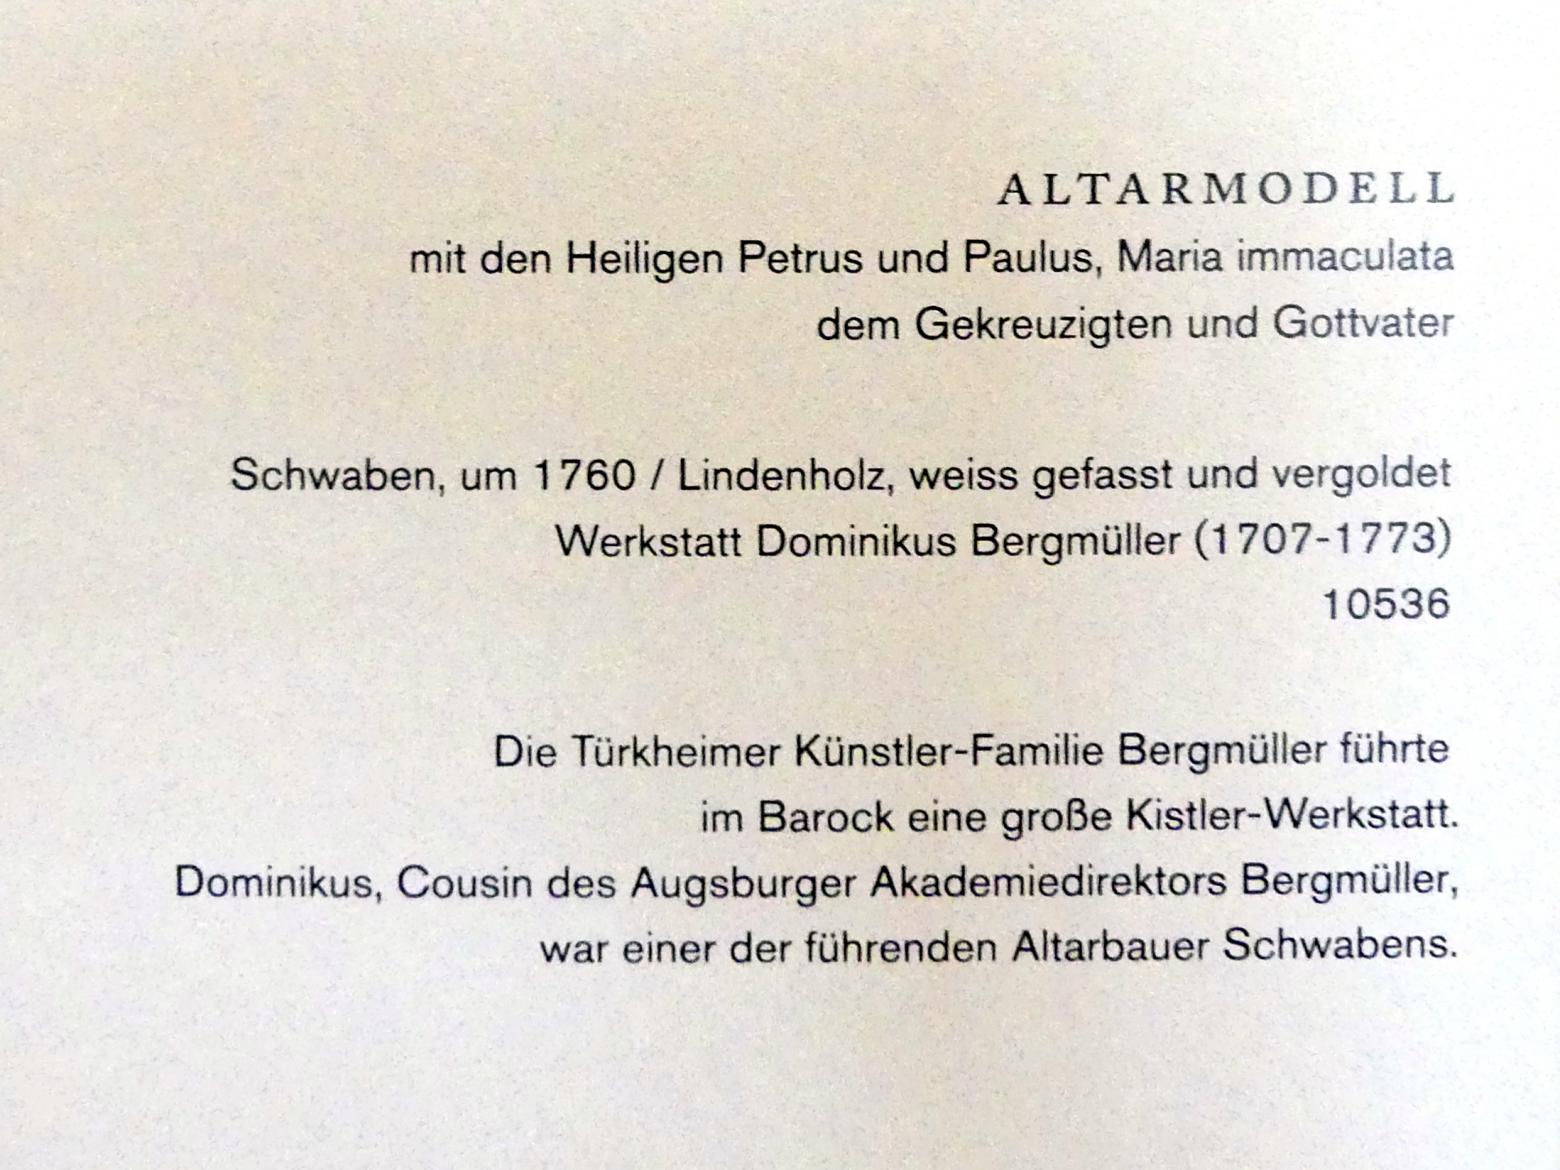 ALTARMODELL
mit den Heiligen Petrus und Paulus, Maria immaculata
dem Gekreuzigten und Gottvater
Schwaben, um 1760 / Lindenholz, weiss gefasst und vergoldet
Werkstatt Dominikus Bergmüller (1707-1773)
10536
Die Türkheimer Künstler-Familie Bergmüller führte
im Barock eine große Kistler-Werkstatt.
Dominikus, Cousin des Augsburger Akademiedirektors Bergmüller,
war einer der führenden Altarbauer Schwabens.